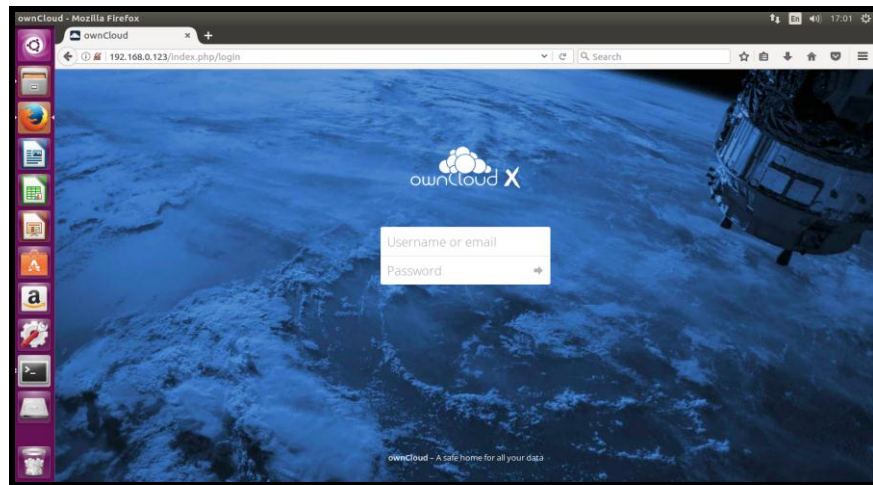 ownCloud - Mozilla Firefox
En
17:01
ownCloud
192.168.0.123/index.php/login
Search
ownCloud X
Username or email
Password
ownCloud – A safe home for all your data